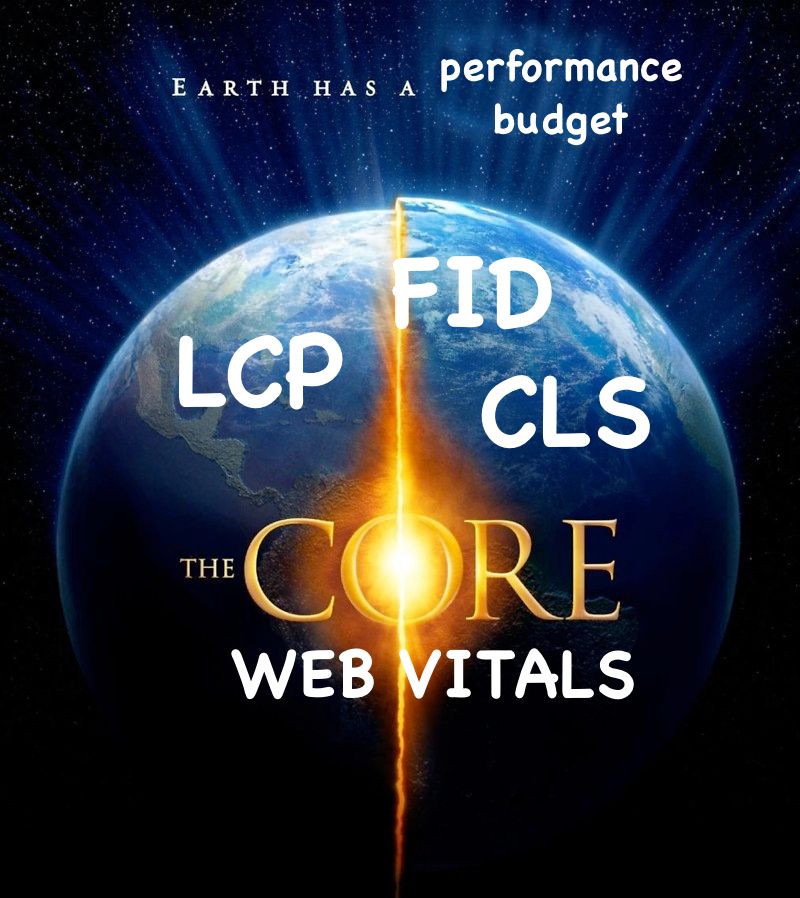 EARTH HAS A performance
budget
FID
LCP
CLS
THE CORE
WEB VITALS